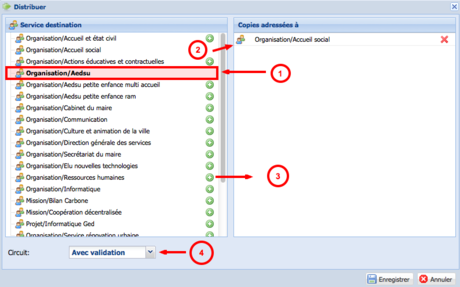 Distribuer
Service destination
Copies adressées à
Organisation/Accueil et état civil
Organisation/Accueil social
Organisation/Actions éducatives et contractuelles
Organisation/Aedsu
Organisation/Aedsu petite enfance multi accueil
Organisation/Aedsu petite enfance ram
Organisation/Cabinet du maire
Organisation/Communication
Organisation/Culture et animation de la ville
Organisation/Direction générale des services
Organisation/Secrétariat du maire
Organisation/Elu nouvelles technologies
Organisation/Ressources humaines
Organisation/Informatique
Mission/Bilan Carbone
Mission/Coopération décentralisée
Projet/Informatique Ged
Organisation/Service rénovation urbaine
Organisation/Accueil social
2
1
3
Circuit:
Avec validation
4
Enregistrer
Annuler